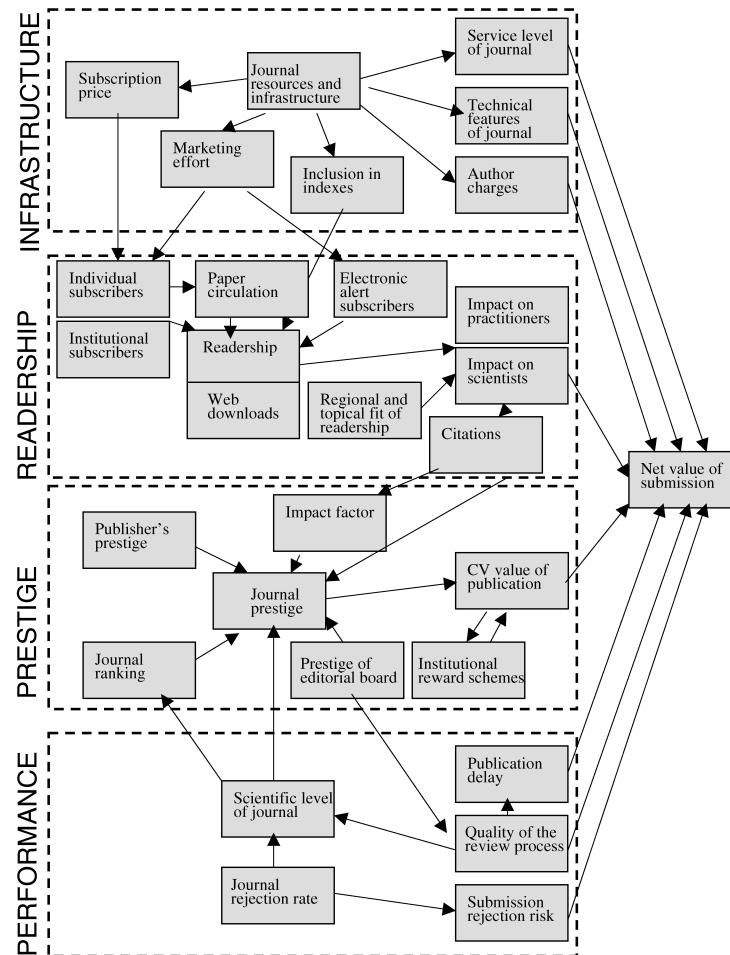 INFRASTRUCTURE
Service level
of journal
Subscription
price
Journal
resources and
infrastructure
Technical
features
of journal
Marketing
effort
Inclusion in
indexes
Author
charges
READERSHIP
Individual
subscribers
Paper
circulation
Electronic
alert
subscribers
Impact on
practitioners
Institutional
subscribers
Readership
Impact on
scientists
Web
downloads
Regional and
topical fit of
readership
Citations
Net value of
submission
PRESTIGE
Impact factor
Publisher's
prestige
Journal
prestige
CV value of
publication
Journal
ranking
Prestige of
editorial board
Institutional
reward schemes
PERFORMANCE
Publication
delay
Scientific level
of journal
Quality of the
review process
Journal
rejection rate
Submission
rejection risk